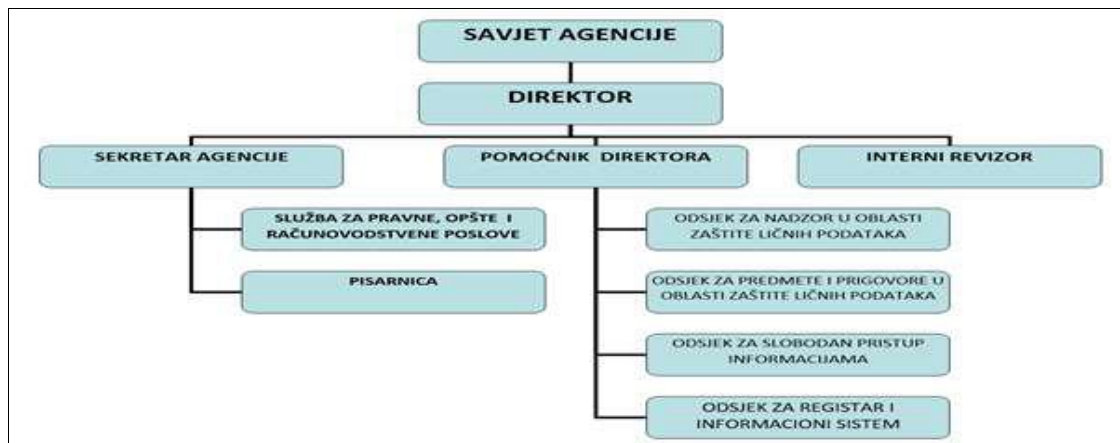 SAVJET AGENCIJE
DIREKTOR
SEKRETAR AGENCIJE
POMOĆNIK DIREKTORA
INTERNI REVIZOR
SLUŽBA ZA PRAVNE, OPŠTE I
RAČUNOVODSTVENE POSLOVE
PISARNICA
ODSJEK ZA NADZOR U OBLASTI
ZAŠTITE LIČNIH PODATAKA
ODSJEK ZA PREDMETE I PRIGOVORE U
OBLASTI ZAŠTITE LIČNIH PODATAKA
ODSJEK ZA SLOBODAN PRISTUP
INFORMACIJAMA
ODSJEK ZA REGISTAR I
INFORMACIONI SISTEM